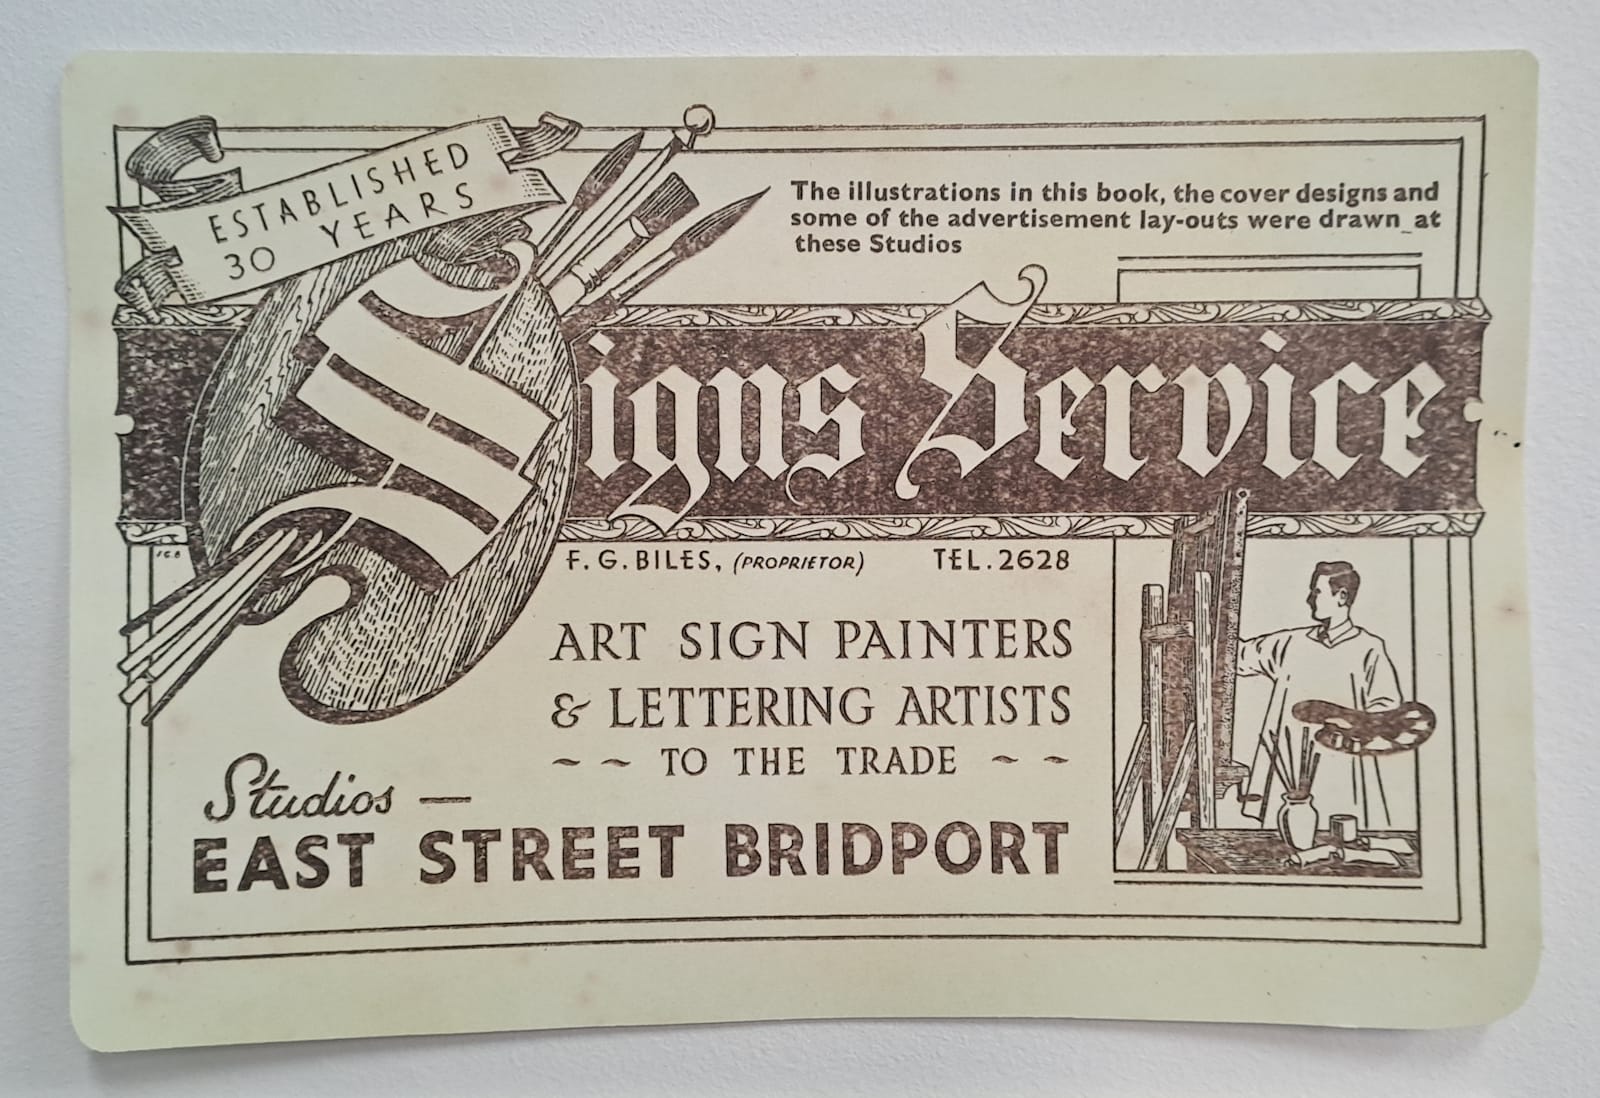 ESTABLISHED
30 YEARS
The illustrations in this book, the cover designs and
some of the advertisement lay-outs were drawn at
these Studios
Signs Service
F. G. BILES, (PROPRIETOR) TEL. 2628
ART SIGN PAINTERS
& LETTERING ARTISTS
~ ~ TO THE TRADE ~ ~
Studios —
EAST STREET BRIDPORT